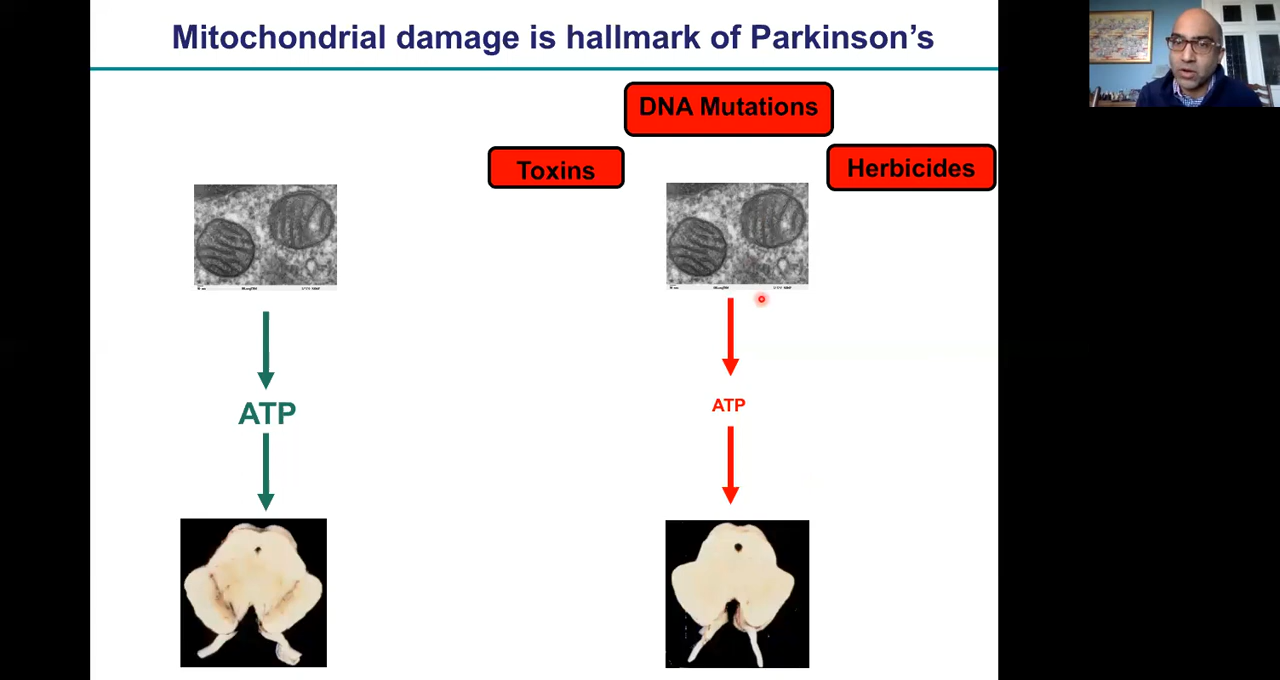 Mitochondrial damage is hallmark of Parkinson’s
DNA Mutations
Toxins
Herbicides
ATP
ATP